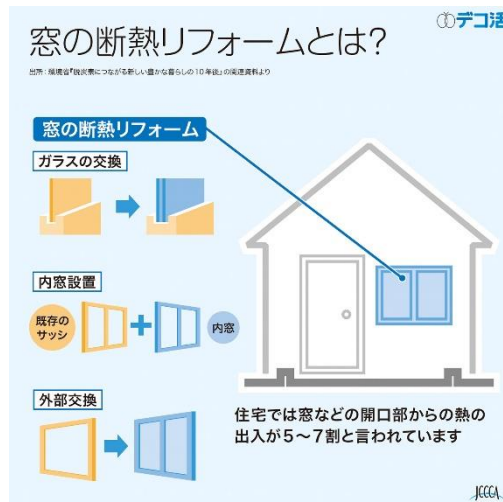 デコ活
窓の断熱リフォームとは?
出所:環境省『脱炭素につながる新しい豊かな暮らしの10年後』の関連資料より
窓の断熱リフォーム
ガラスの交換
内窓設置
既存の
サッシ
内窓
外部交換
住宅では窓などの開口部からの熱の
出入が5~7割と言われています
JCCCA